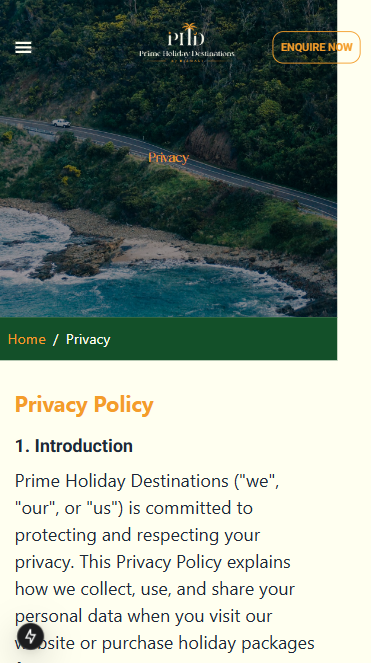 PHD
Prime Holiday Destinations
ENQUIRE NOW
Privacy
Home / Privacy
Privacy Policy
1. Introduction
Prime Holiday Destinations ("we",
"our", or "us") is committed to
protecting and respecting your
privacy. This Privacy Policy explains
how we collect, use, and share your
personal data when you visit our
website or purchase holiday packages